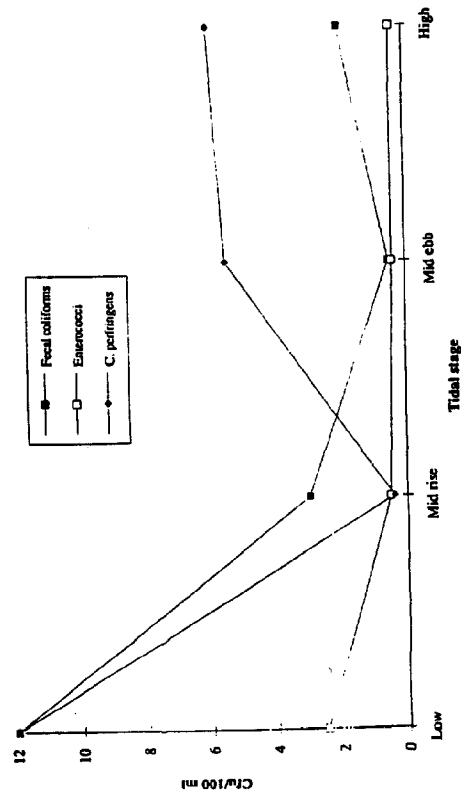 Fecal coliforms
Enterococi
C. perfringens
Cfu/100 ml
12
10
8
6
4
2
0
Low
Mid rise
Mid ebb
High
Tidal stage